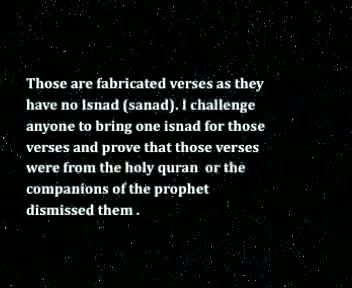 Those are fabricated verses as they
have no Isnad (sanad). I challenge
anyone to bring one isnad for those
verses and prove that those verses
were from the holy quran or the
companions of the prophet
dismissed them .